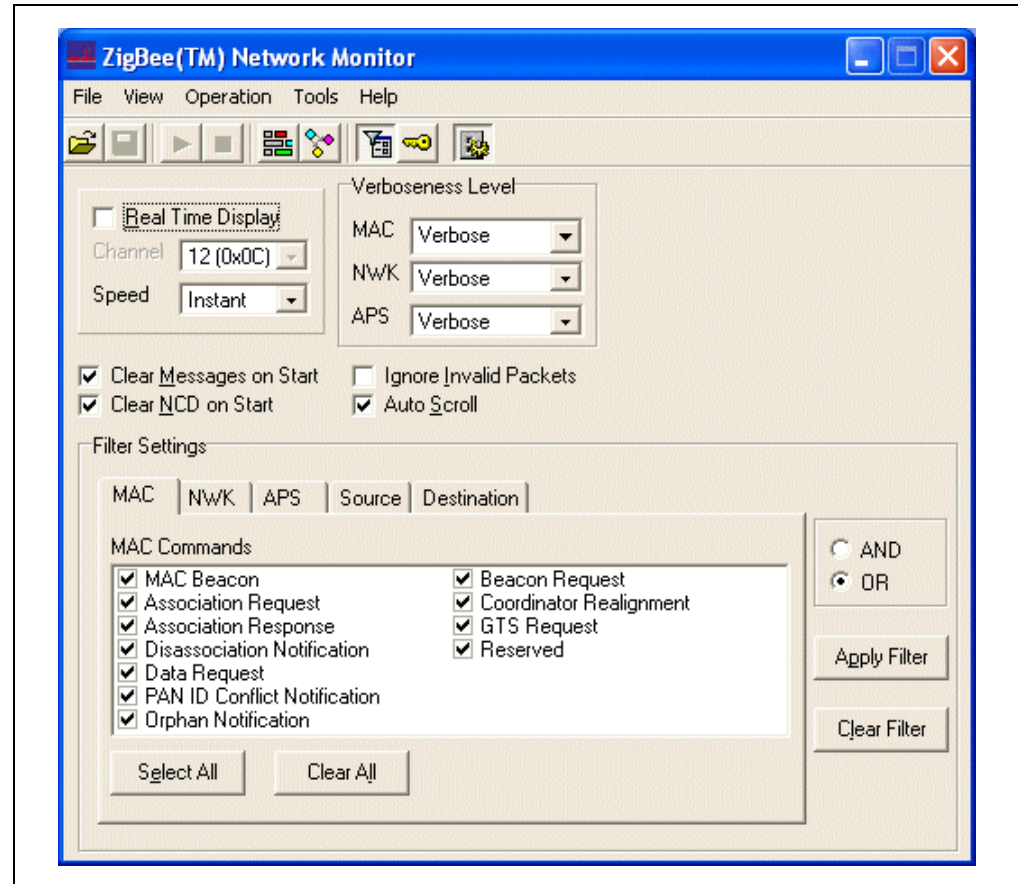 ZigBee(TM) Network Monitor
File View Operation Tools Help
Real Time Display
Channel 12 (0x0C)
Speed Instant
Verboseness Level
MAC Verbose
NWK Verbose
APS Verbose
Clear Messages on Start Ignore Invalid Packets
Clear NCD on Start Auto Scroll
Filter Settings
MAC NWK APS Source Destination
MAC Commands
MAC Beacon
Association Request
Association Response
Disassociation Notification
Data Request
PAN ID Conflict Notification
Orphan Notification
Beacon Request
Coordinator Realignment
GTS Request
Reserved
Select All Clear All
AND
OR
Apply Filter
Clear Filter